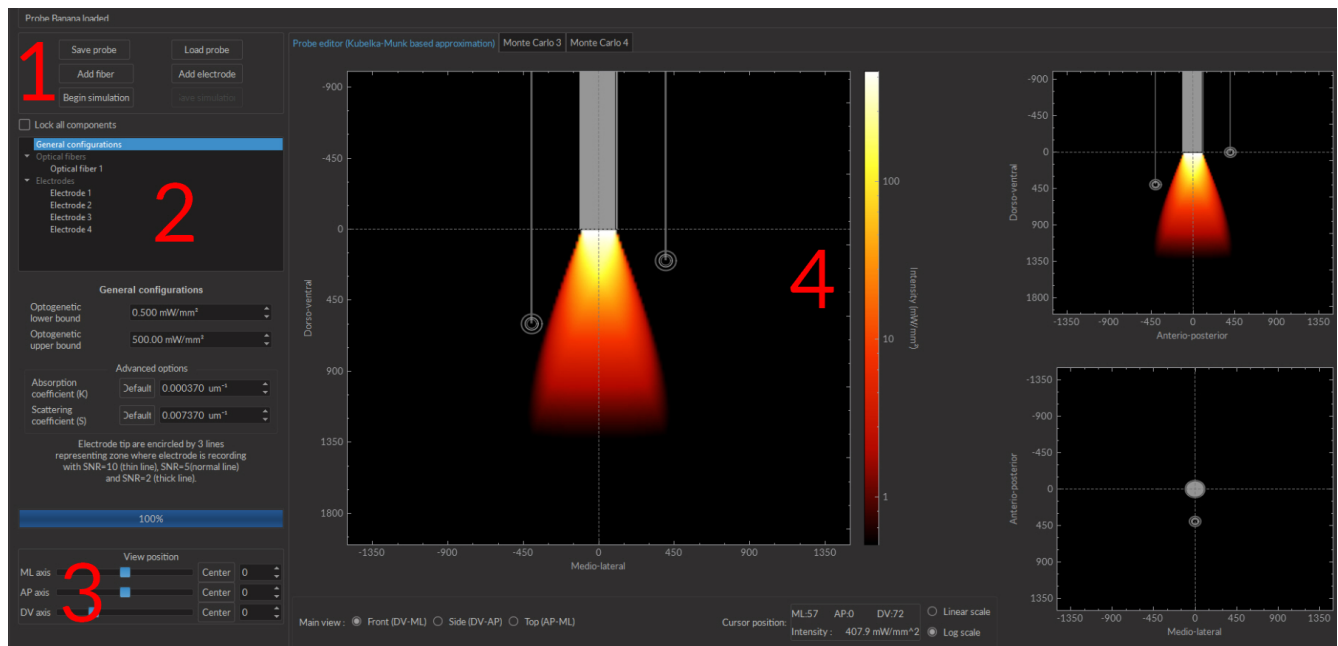 Probe Banana loaded
1
Save probe
Load probe
Add fiber
Add electrode
Begin simulation
Save simulation
Lock all components
General configurations
Optical fibers
Optical fiber 1
Electrodes
Electrode 1
Electrode 2
Electrode 3
Electrode 4
2
General configurations
Optogenetic
lower bound
0.500 mW/mm²
Optogenetic
upper bound
500.00 mW/mm²
Advanced options
Absorption
coefficient (K)
Default
0.000370 um⁻¹
Scattering
coefficient (S)
Default
0.007370 um⁻¹
Electrode tip are encircled by 3 lines
representing zone where electrode is recording
with SNR=10 (thin line), SNR=5(normal line)
and SNR=2 (thick line).
100%
View position
ML axis
Center
0
AP axis
Center
0
DV axis
Center
0
3
Probe editor (Kubelka-Munk based approximation)
Monte Carlo 3
Monte Carlo 4
-900
-450
0
450
900
1350
1800
Dorso-ventral
-1350 -900 -450 0 450 900 1350
Medio-lateral
4
100
10
1
Intensity (mW/mm²)
-900
-450
0
450
900
1350
1800
Dorso-ventral
-1350 -900 -450 0 450 900 1350
Anterio-posterior
-1350
-900
-450
0
450
900
1350
Anterio-posterior
-1350 -900 -450 0 450 900 1350
Medio-lateral
Main view :
Front (DV-ML)
Side (DV-AP)
Top (AP-ML)
Cursor position:
ML:57 AP:0 DV:72
Intensity : 407.9 mW/mm^2
Linear scale
Log scale